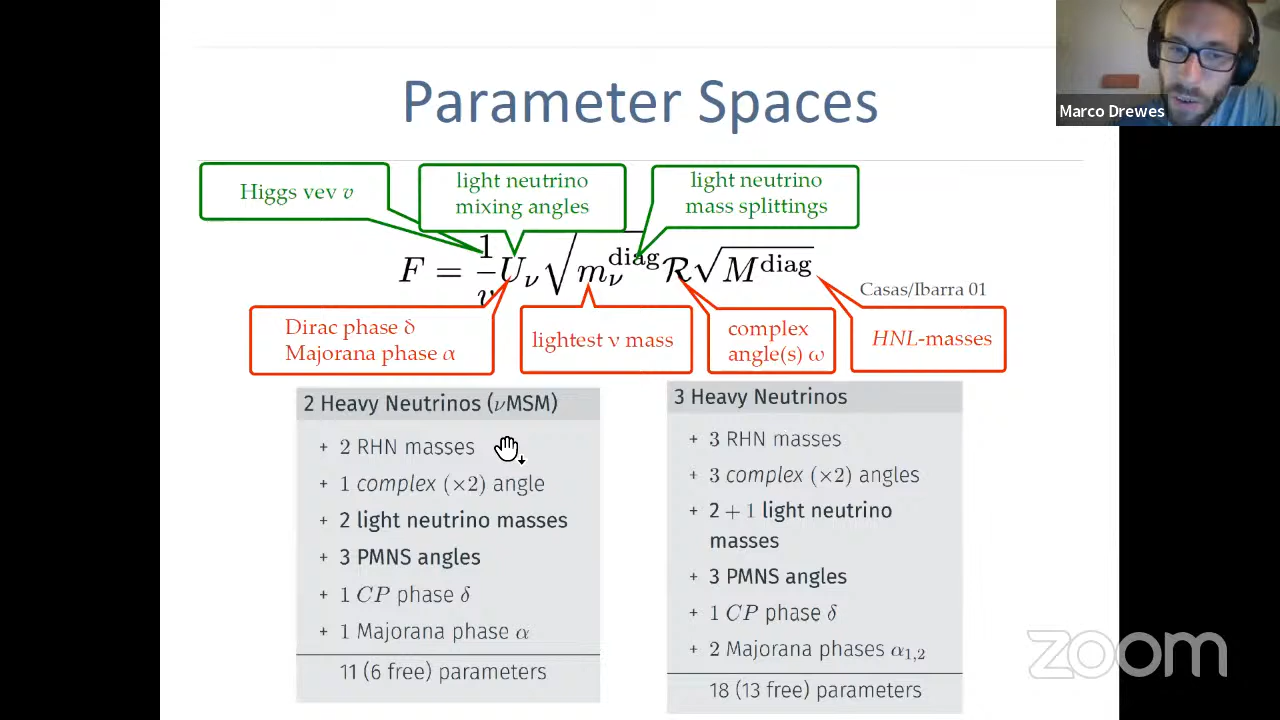 Marco Drewes
Parameter Spaces
Higgs vev v
light neutrino
mixing angles
light neutrino
mass splittings
F = 1/v U_ν √m_ν^diag R √M^diag
Casas/Ibarra 01
Dirac phase δ
Majorana phase α
lightest ν mass
complex
angle(s) ω
HNL-masses
2 Heavy Neutrinos (νMSM)
+ 2 RHN masses
+ 1 complex (×2) angle
+ 2 light neutrino masses
+ 3 PMNS angles
+ 1 CP phase δ
+ 1 Majorana phase α
11 (6 free) parameters
3 Heavy Neutrinos
+ 3 RHN masses
+ 3 complex (×2) angles
+ 2 + 1 light neutrino
masses
+ 3 PMNS angles
+ 1 CP phase δ
+ 2 Majorana phases α₁,₂
18 (13 free) parameters
zoom